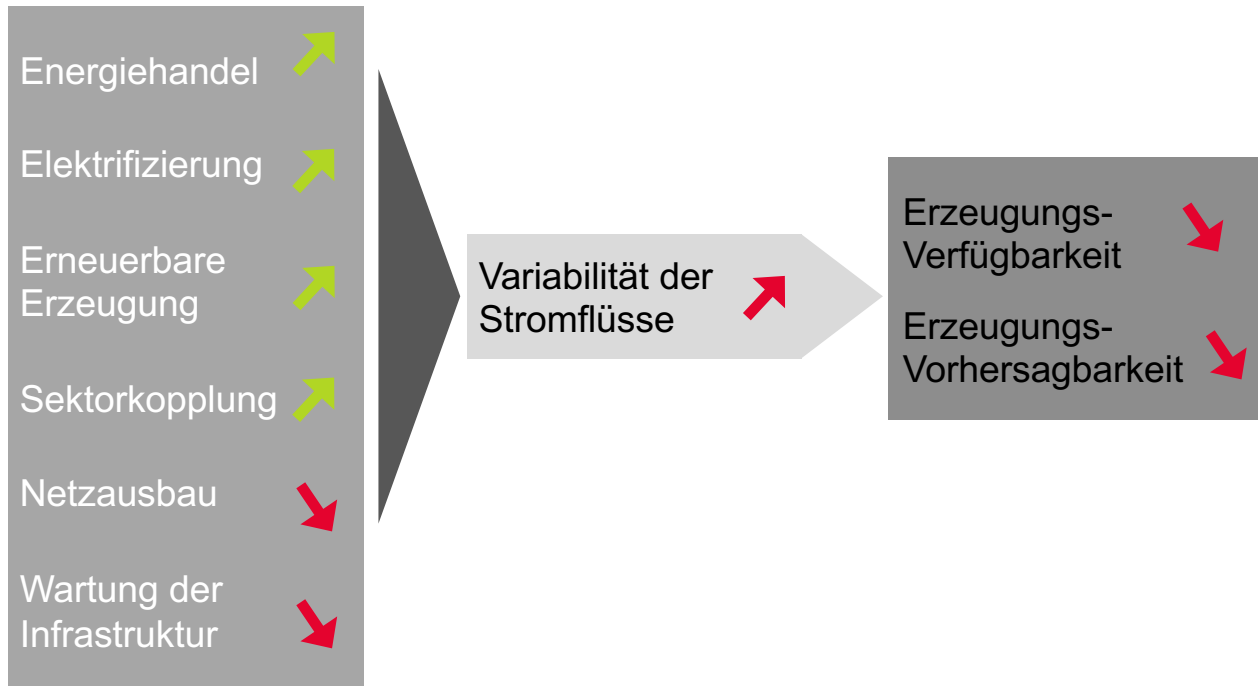 Energiehandel
Elektrifizierung
Erneuerbare
Erzeugung
Sektorkopplung
Netzausbau
Wartung der
Infrastruktur
Variabilität der
Stromflüsse
Erzeugungs-
Verfügbarkeit
Erzeugungs-
Vorhersagbarkeit